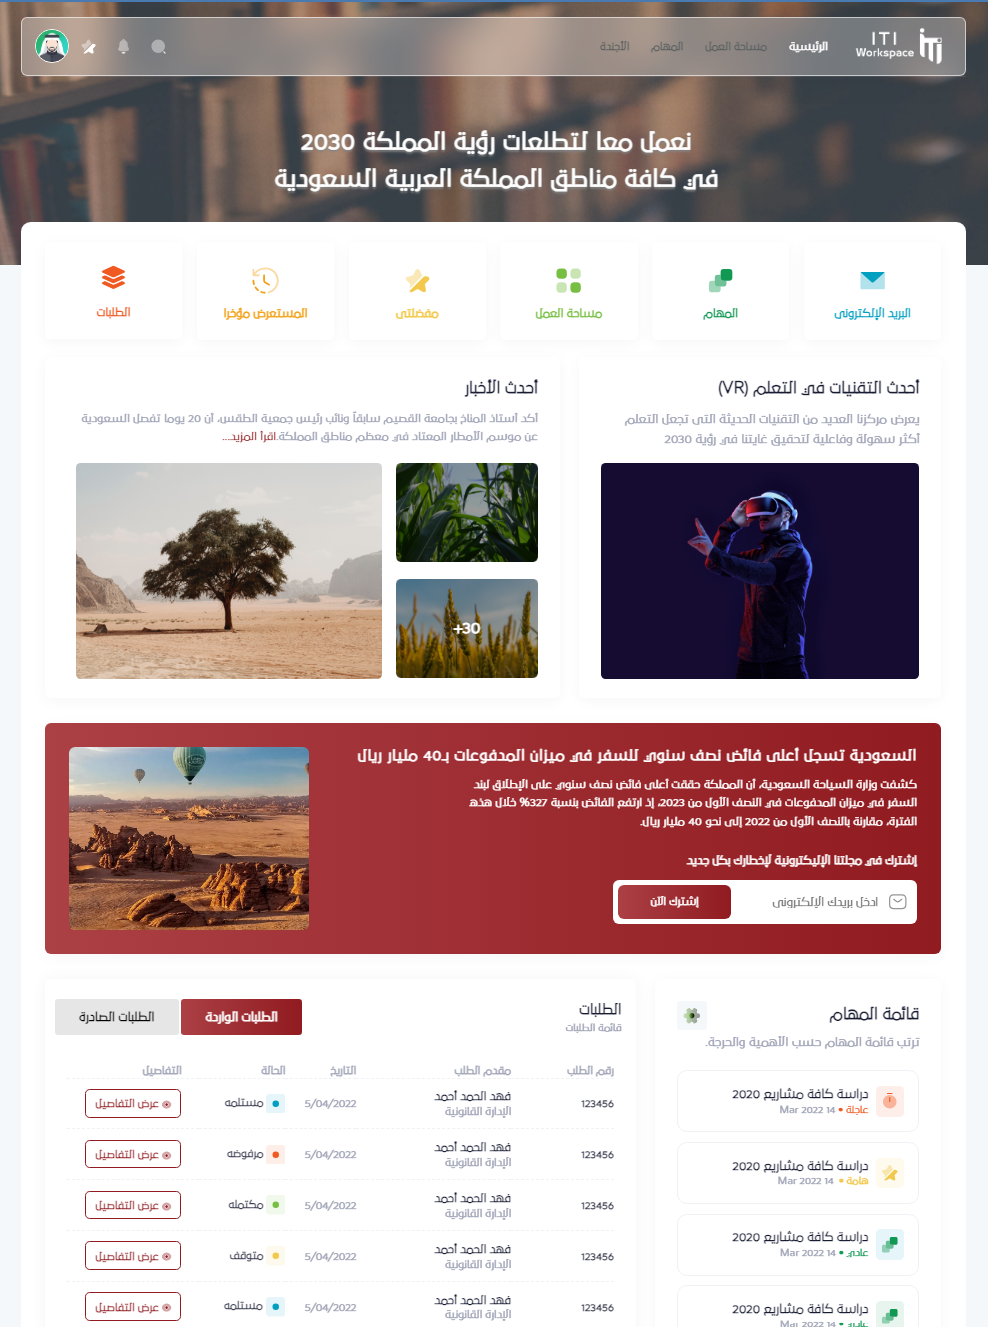 ITI
Workspace
الرئيسية
مساحة العمل
المهام
الأجندة
نعمل معا لتطلعات رؤية المملكة 2030
في كافة مناطق المملكة العربية السعودية
البريد الإلكتروني
المهام
مساحة العمل
مفضلتي
المستعرض مؤخرا
الطلبات
أحدث التقنيات في التعلم (VR)
يعرض مركزنا العديد من التقنيات الحديثة التى تجعل التعلم
أكثر سهولة وفاعلية لتحقيق غايتنا في رؤية 2030
أحدث الأخبار
أكد أستاذ المناخ بجامعة القصيم سابقاً ونائب رئيس جمعية الطقس، أن 20 يوما تفصل السعودية
عن موسم الأمطار المعتاد في معظم مناطق المملكة.اقرأ المزيد...
+30
السعودية تسجل أعلى فائض نصف سنوي للسفر في ميزان المدفوعات بـ40 مليار ريال
كشفت وزارة السياحة السعودية، أن المملكة حققت أعلى فائض نصف سنوي على الإطلاق لبند
السفر في ميزان المدفوعات في النصف الأول من 2023، إذ ارتفع الفائض بنسبة 327% خلال هذه
الفترة، مقارنة بالنصف الأول من 2022 إلى نحو 40 مليار ريال.
إشترك في مجلتنا الإليكترونية لإخطارك بكل جديد
ادخل بريدك الإلكتروني
إشترك الآن
قائمة المهام
ترتب قائمة المهام حسب الأهمية والحرجة.
دراسة كافة مشاريع 2020
عاجلة • 14 Mar 2022
دراسة كافة مشاريع 2020
هامة • 14 Mar 2022
دراسة كافة مشاريع 2020
عادي • 14 Mar 2022
دراسة كافة مشاريع 2020
عادي • 14 Mar 2022
الطلبات
قائمة الطلبات
الطلبات الواردة
الطلبات الصادرة
رقم الطلب مقدم الطلب التاريخ الحالة التفاصيل
123456 فهد الحمد أحمد 5/04/2022 مستلمه عرض التفاصيل
الإدارة القانونية
123456 فهد الحمد أحمد 5/04/2022 مرفوضه عرض التفاصيل
الإدارة القانونية
123456 فهد الحمد أحمد 5/04/2022 مكتمله عرض التفاصيل
الإدارة القانونية
123456 فهد الحمد أحمد 5/04/2022 متوقف عرض التفاصيل
الإدارة القانونية
123456 فهد الحمد أحمد 5/04/2022 مستلمه عرض التفاصيل
الإدارة القانونية